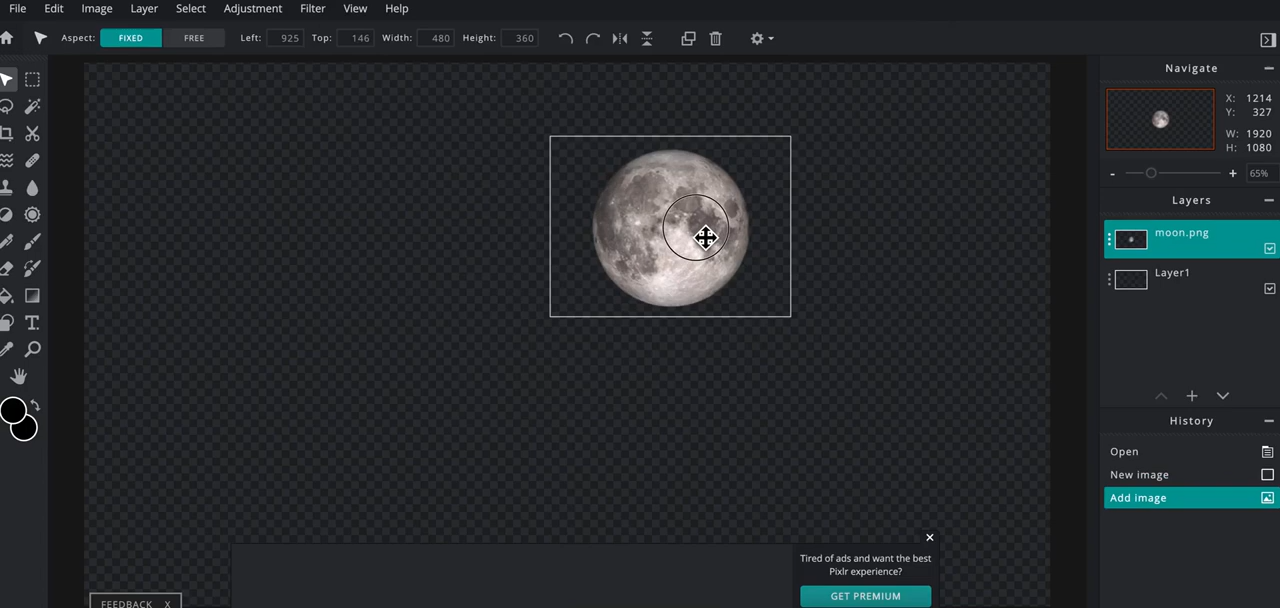 File Edit Image Layer Select Adjustment Filter View Help
Aspect: FIXED FREE Left: 925 Top: 146 Width: 480 Height: 360
Navigate
X: 1214
Y: 327
W: 1920
H: 1080
- + 65%
Layers
moon.png
Layer1
History
Open
New image
Add image
Tired of ads and want the best
Pixlr experience?
GET PREMIUM
FEEDBACK X